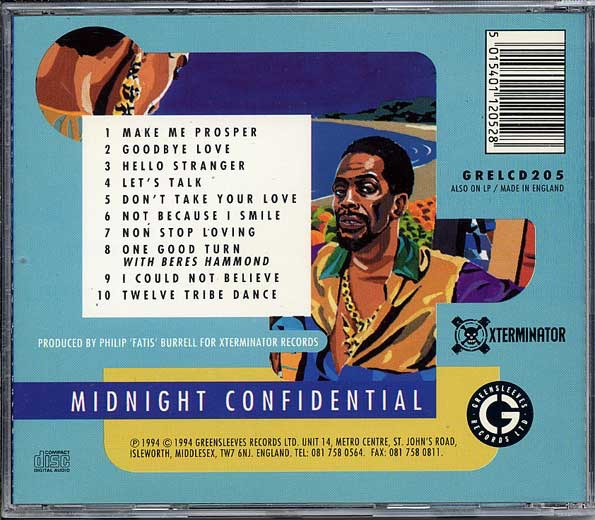 1 MAKE ME PROSPER
2 GOODBYE LOVE
3 HELLO STRANGER
4 LET'S TALK
5 DON'T TAKE YOUR LOVE
6 NOT BECAUSE I SMILE
7 NON STOP LOVING
8 ONE GOOD TURN
WITH BERES HAMMOND
9 I COULD NOT BELIEVE
10 TWELVE TRIBE DANCE
5 015401 120528
GRELCD205
ALSO ON LP / MADE IN ENGLAND
PRODUCED BY PHILIP 'FATIS' BURRELL FOR XTERMINATOR RECORDS
XTERMINATOR
MIDNIGHT CONFIDENTIAL
GREENSLEEVES
G
RECORDS LTD
℗ 1994 © 1994 GREENSLEEVES RECORDS LTD. UNIT 14, METRO CENTRE, ST. JOHN'S ROAD,
ISLEWORTH, MIDDLESEX, TW7 6NJ. ENGLAND. TEL: 081 758 0564. FAX: 081 758 0811.
COMPACT
disc
DIGITAL AUDIO